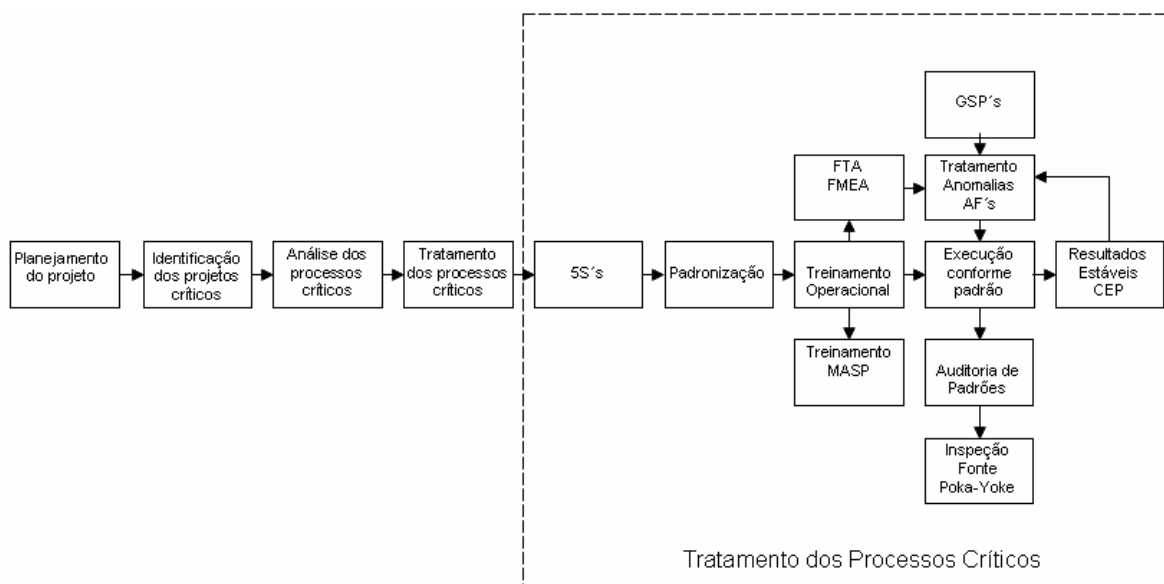 GSP´s
FTA
FMEA
Tratamento
Anomalias
AF´s
Planejamento
do projeto
Identificação
dos projetos
críticos
Análise dos
processos
críticos
Tratamento
dos processos
críticos
5S´s
Padronização
Treinamento
Operacional
Execução
conforme
padrão
Resultados
Estáveis
CEP
Treinamento
MASP
Auditoria de
Padrões
Inspeção
Fonte
Poka-Yoke
Tratamento dos Processos Críticos